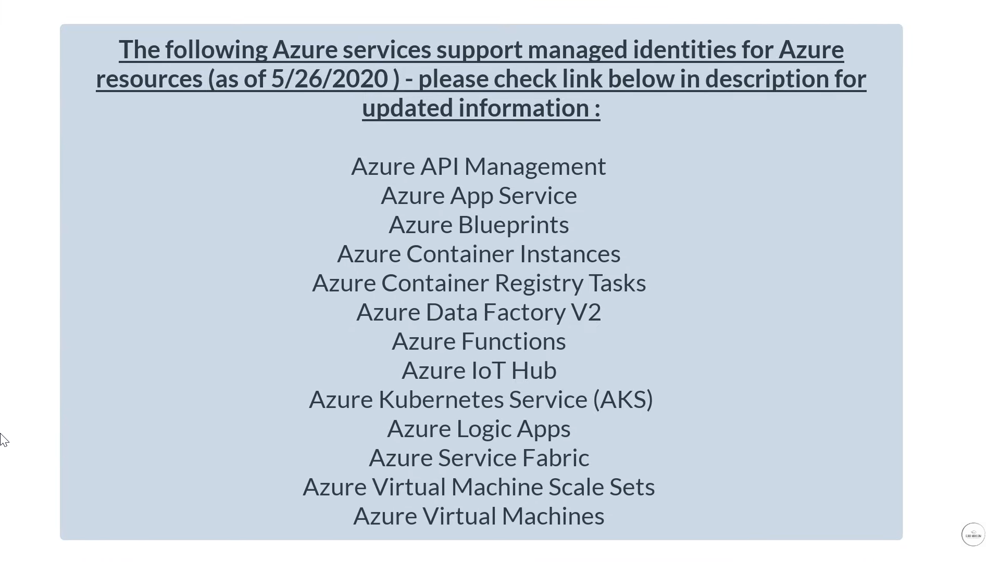 The following Azure services support managed identities for Azure
resources (as of 5/26/2020 ) - please check link below in description for
updated information :
Azure API Management
Azure App Service
Azure Blueprints
Azure Container Instances
Azure Container Registry Tasks
Azure Data Factory V2
Azure Functions
Azure IoT Hub
Azure Kubernetes Service (AKS)
Azure Logic Apps
Azure Service Fabric
Azure Virtual Machine Scale Sets
Azure Virtual Machines